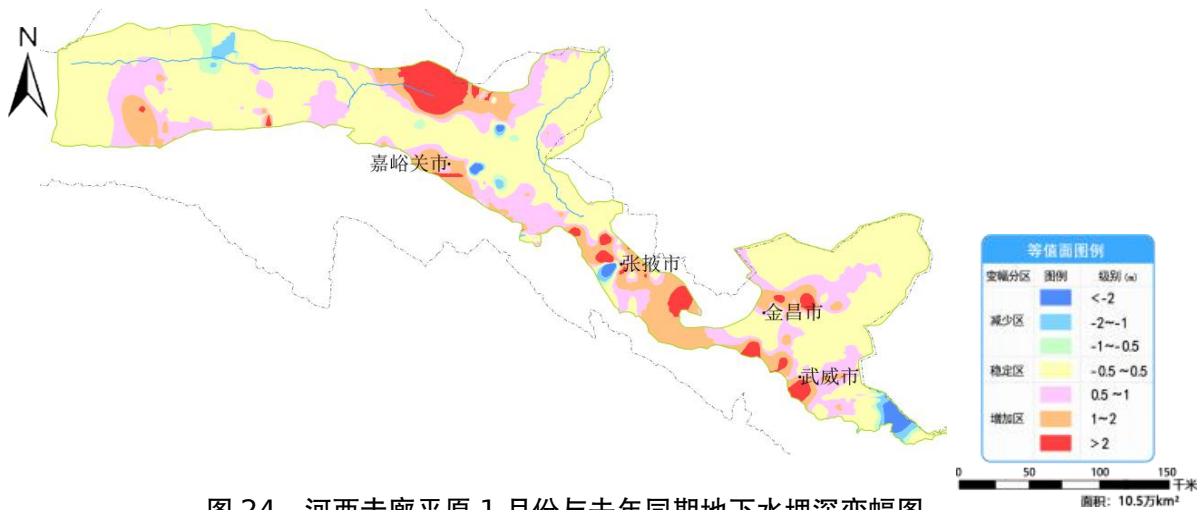 N
嘉峪关市
张掖市
金昌市
武威市
等值面图例
变幅分区 图例 级别 (m)
减少区
<-2
-2~-1
-1~-0.5
稳定区 -0.5 ~0.5
增加区
0.5 ~1
1~2
>2
0 50 100 150
千米
面积：10.5万km²
图 24 河西走廊平原 1 月份与去年同期地下水埋深变幅图